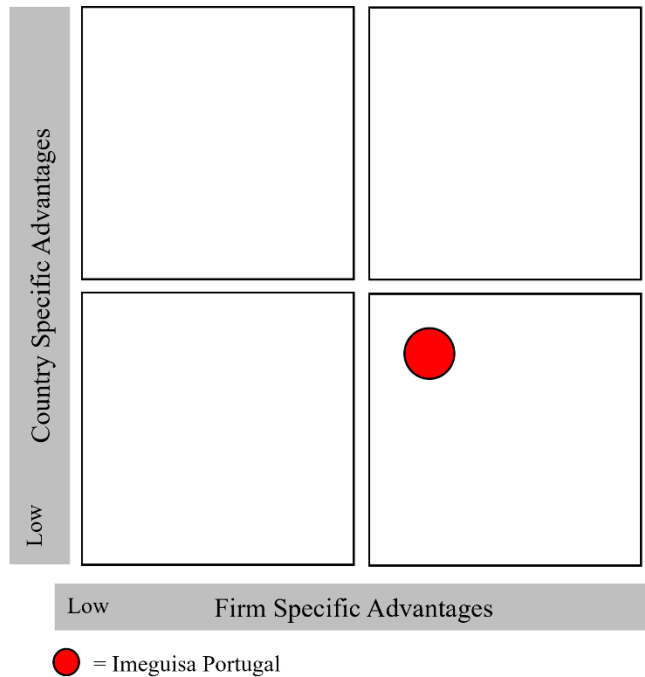 Country Specific Advantages
Low
Low
Firm Specific Advantages
= Imeguisa Portugal